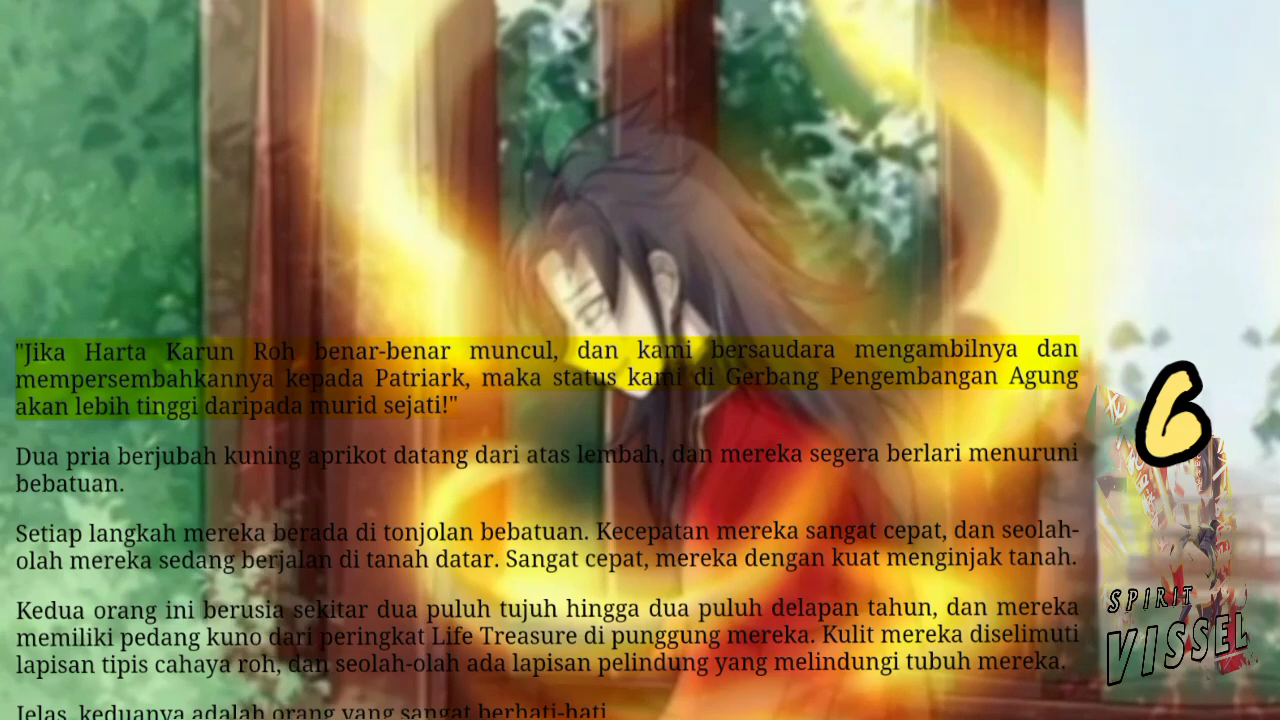 "Jika Harta Karun Roh benar-benar muncul, dan kami bersaudara mengambilnya dan
mempersembahkannya kepada Patriark, maka status kami di Gerbang Pengembangan Agung
akan lebih tinggi daripada murid sejati!"
Dua pria berjubah kuning aprikot datang dari atas lembah, dan mereka segera berlari menuruni
bebatuan.
Setiap langkah mereka berada di tonjolan bebatuan. Kecepatan mereka sangat cepat, dan seolah-
olah mereka sedang berjalan di tanah datar. Sangat cepat, mereka dengan kuat menginjak tanah.
Kedua orang ini berusia sekitar dua puluh tujuh hingga dua puluh delapan tahun, dan mereka
memiliki pedang kuno dari peringkat Life Treasure di punggung mereka. Kulit mereka diselimuti
lapisan tipis cahaya roh, dan seolah-olah ada lapisan pelindung yang melindungi tubuh mereka.
Jelas, keduanya adalah orang yang sangat berhati-hati
6
SPIRIT
VISSEL